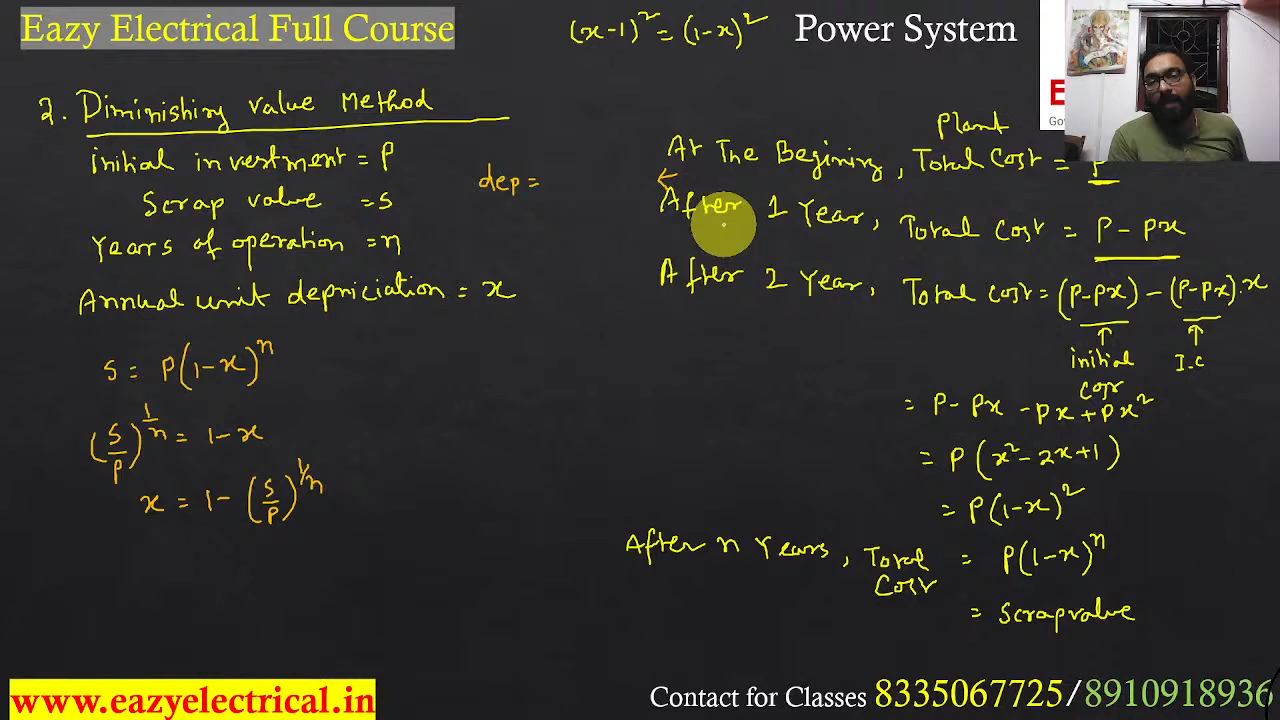 Eazy Electrical Full Course
(x-1)² = (1-x)²
Power System
2. Diminishing value Method
Initial investment = P
Scrap value = S
Years of operation = n
Annual unit depriciation = x
S = P(1-x)ⁿ
(S/P)^1/n = 1-x
x = 1 - (S/P)^1/n
dep =
At The Begining, Plant Total Cost = P
After 1 Year, Total Cost = P - Px
After 2 Year, Total cost = (P-Px) - (P-Px).x
↑ ↑
initial I.C
cost
= P - Px - Px + Px²
= P(x² - 2x + 1)
= P(1-x)²
After n Years, Total Cost = P(1-x)ⁿ
= Scrapvalue
www.eazyelectrical.in
Contact for Classes 8335067725/8910918936